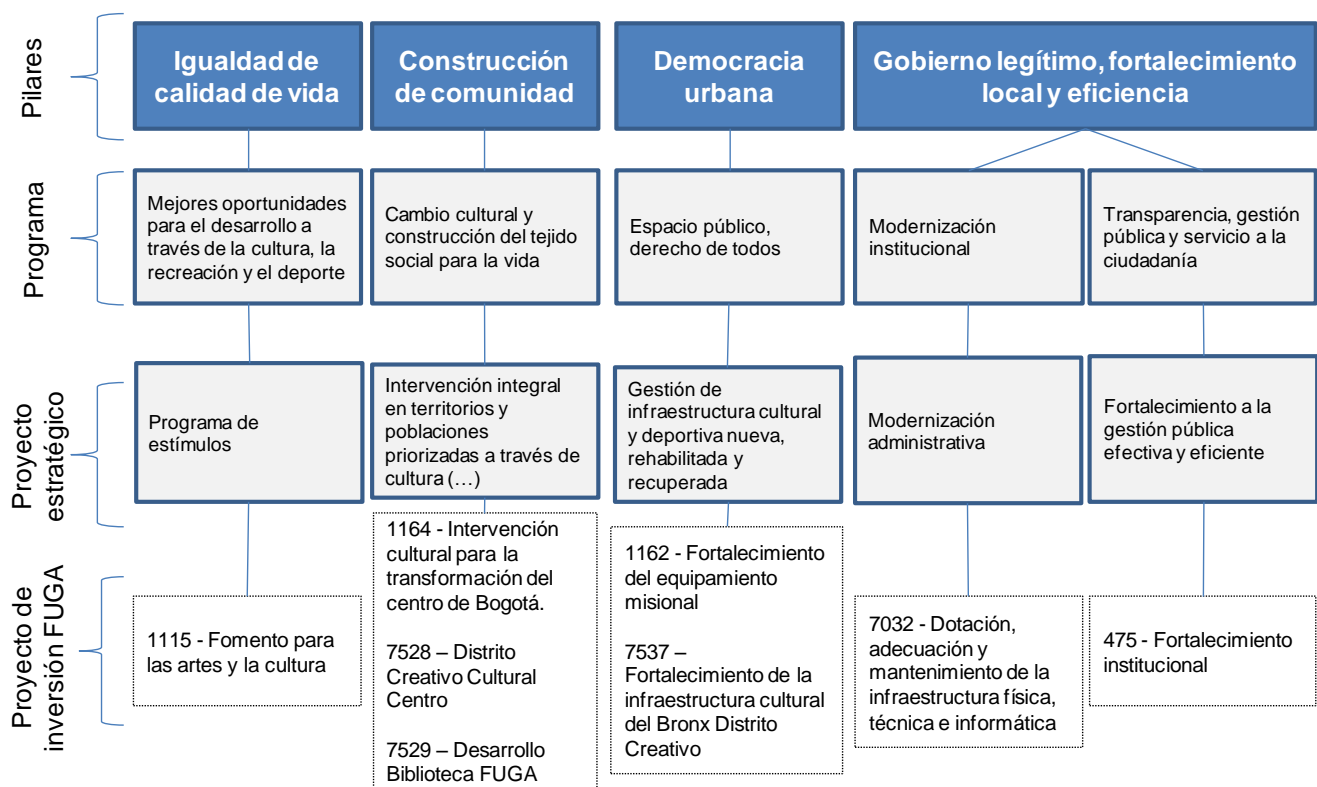 Pilares
Igualdad de
calidad de vida
Construcción
de comunidad
Democracia
urbana
Gobierno legítimo, fortalecimiento
local y eficiencia
Programa
Mejores oportunidades
para el desarrollo a
través de la cultura, la
recreación y el deporte
Cambio cultural y
construcción del tejido
social para la vida
Espacio público,
derecho de todos
Modernización
institucional
Transparencia, gestión
pública y servicio a la
ciudadanía
Proyecto
estratégico
Programa de
estímulos
Intervención integral
en territorios y
poblaciones
priorizadas a través de
cultura (…)
Gestión de
infraestructura cultural
y deportiva nueva,
rehabilitada y
recuperada
Modernización
administrativa
Fortalecimiento a la
gestión pública
efectiva y eficiente
Proyecto de
inversión FUGA
1115 - Fomento para
las artes y la cultura
1164 - Intervención
cultural para la
transformación del
centro de Bogotá.
7528 – Distrito
Creativo Cultural
Centro
7529 – Desarrollo
Biblioteca FUGA
1162 - Fortalecimiento
del equipamiento
misional
7537 –
Fortalecimiento de la
infraestructura cultural
del Bronx Distrito
Creativo
7032 - Dotación,
adecuación y
mantenimiento de la
infraestructura física,
técnica e informática
475 - Fortalecimiento
institucional